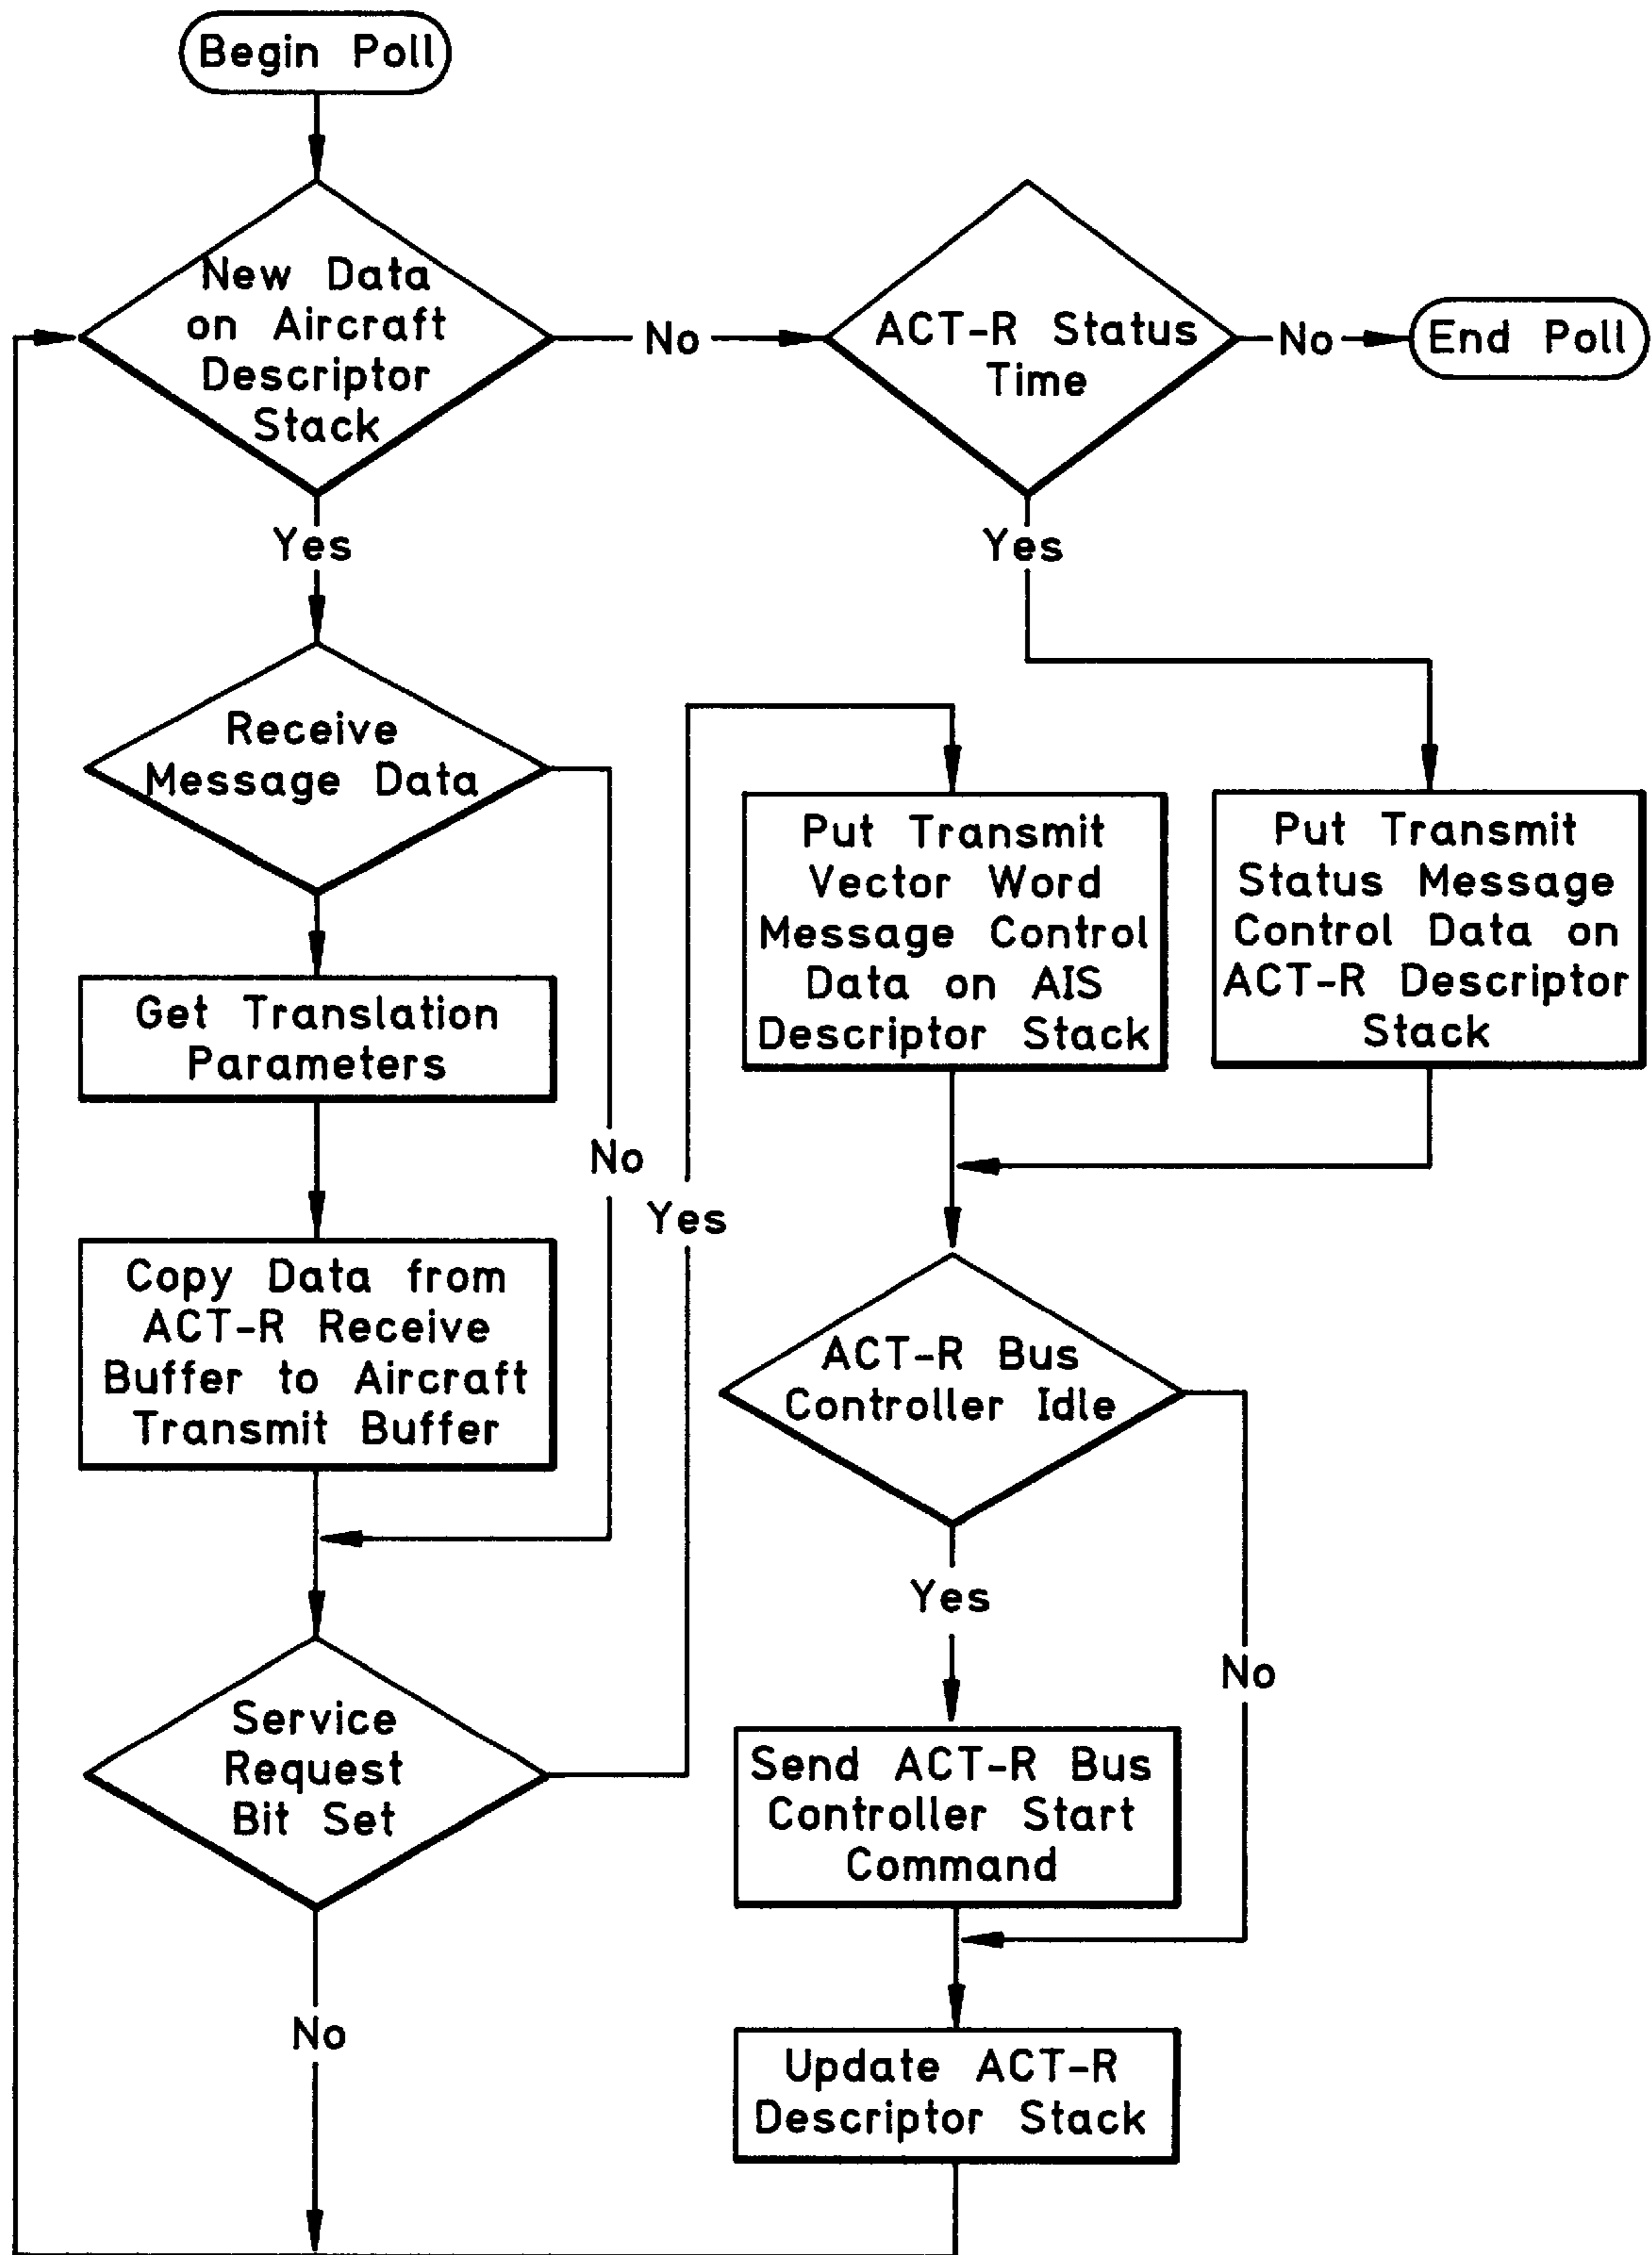 Begin Poll
New Data
on Aircraft
Descriptor
Stack
No
ACT-R Status
Time
No
End Poll
Yes
Yes
Receive
Message Data
No
Get Translation
Parameters
Copy Data from
ACT-R Receive
Buffer to Aircraft
Transmit Buffer
Service
Request
Bit Set
Yes
No
Put Transmit
Vector Word
Message Control
Data on AIS
Descriptor Stack
Put Transmit
Status Message
Control Data on
ACT-R Descriptor
Stack
ACT-R Bus
Controller Idle
Yes
No
Send ACT-R Bus
Controller Start
Command
Update ACT-R
Descriptor Stack